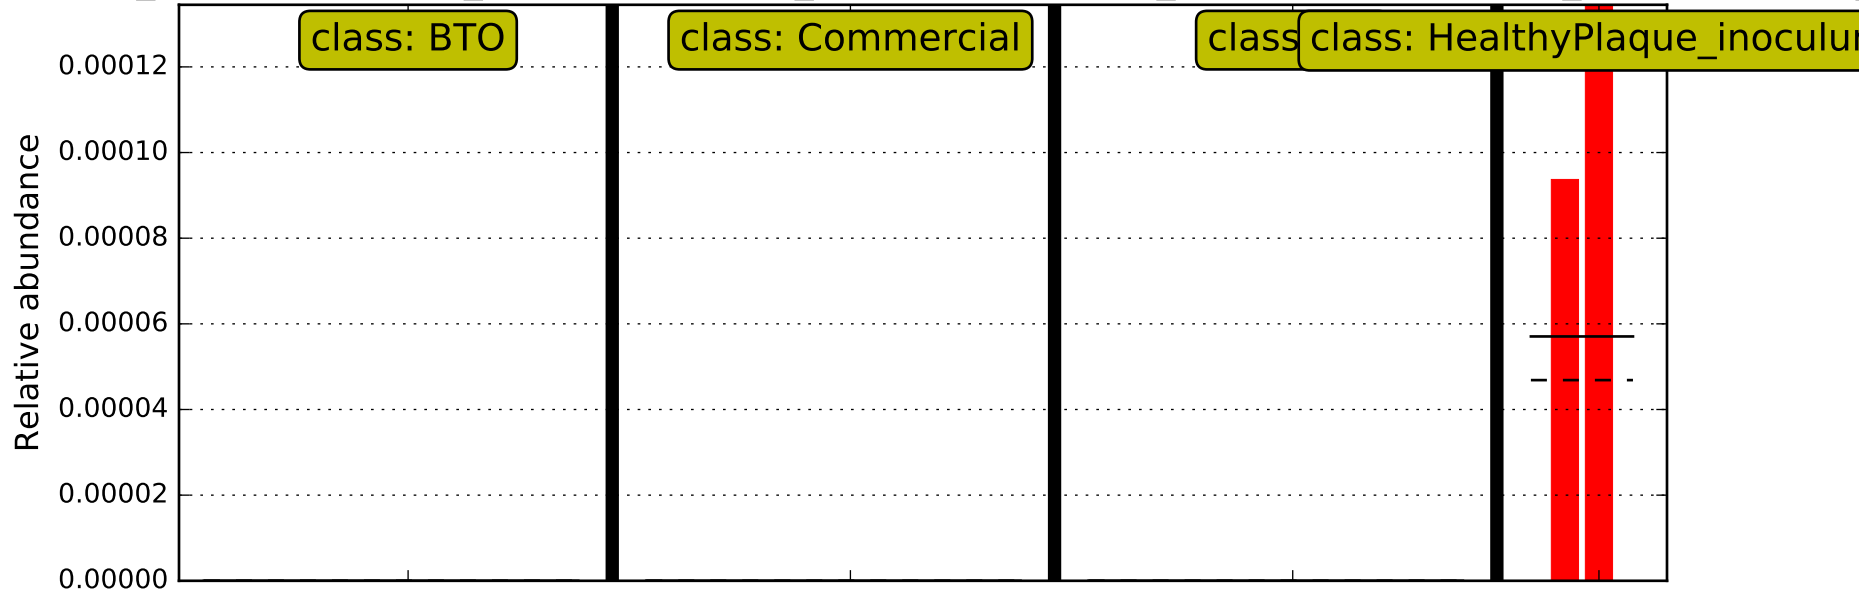 class: BTO
class: Commercial
class
class: HealthyPlaque_inoculu
0.00012
0.00010
0.00008
0.00006
0.00004
0.00002
0.00000
Relative abundance